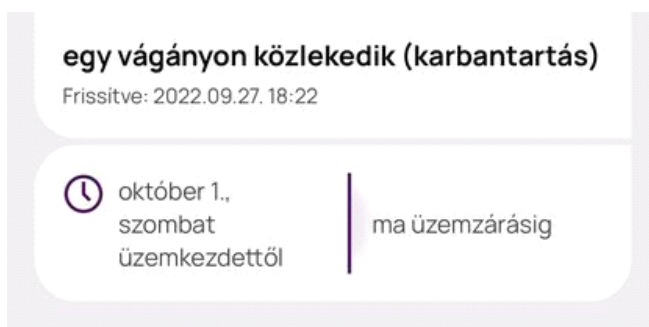 egy vágányon közlekedik (karbantartás)
Frissítve: 2022.09.27. 18:22
október 1.,
szombat
üzemkezdettől
ma üzemzárásig